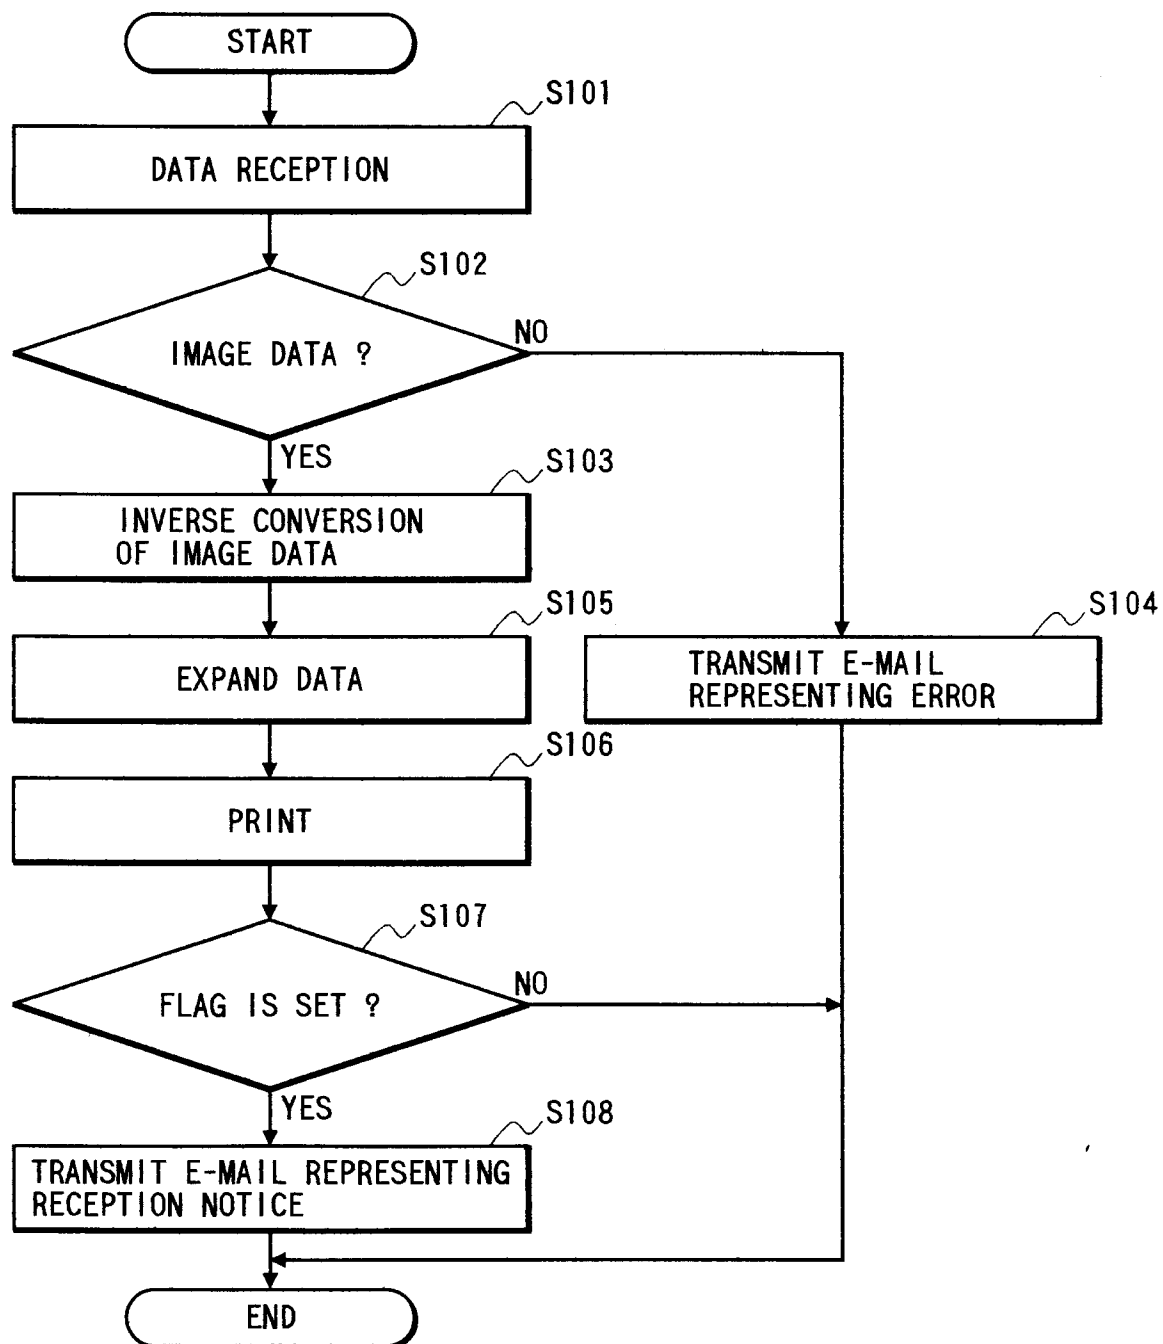 START
S101
DATA RECEPTION
S102
IMAGE DATA ?
NO
YES
S103
INVERSE CONVERSION
OF IMAGE DATA
S105
EXPAND DATA
S104
TRANSMIT E-MAIL
REPRESENTING ERROR
S106
PRINT
S107
FLAG IS SET ?
NO
YES
S108
TRANSMIT E-MAIL REPRESENTING
RECEPTION NOTICE
END